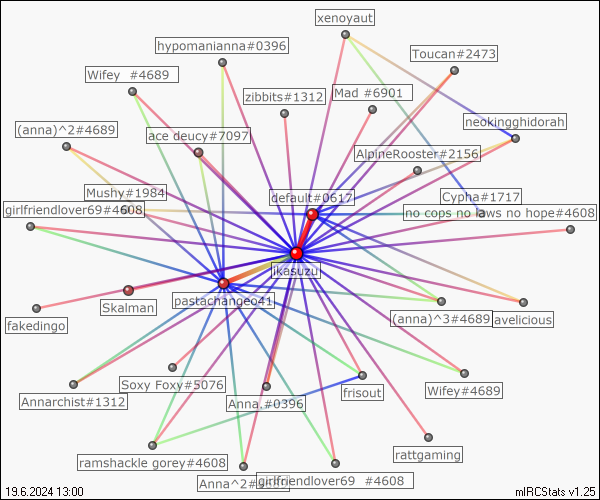 xenoyaut
hypomanianna#0396
Toucan#2473
Wifey #4689
zibbits#1312
Mad #6901
neokingghidorah
(anna)^2#4689
ace deucy#7097
AlpineRooster#2156
Mushy#1984
default#0617
Cypha#1717
girlfriendlover69#4608
no cops no laws no hope#4608
ikasuzu
pastachangeo41
Skalman
(anna)^3#4689
avelicious
fakedingo
Soxy Foxy#5076
Wifey#4689
Annarchist#1312
Anna.#0396
frisout
rattgaming
ramshackle gorey#4608
Anna^2#
girlfriendlover69 #4608
19.6.2024 13:00
mIRCStats v1.25